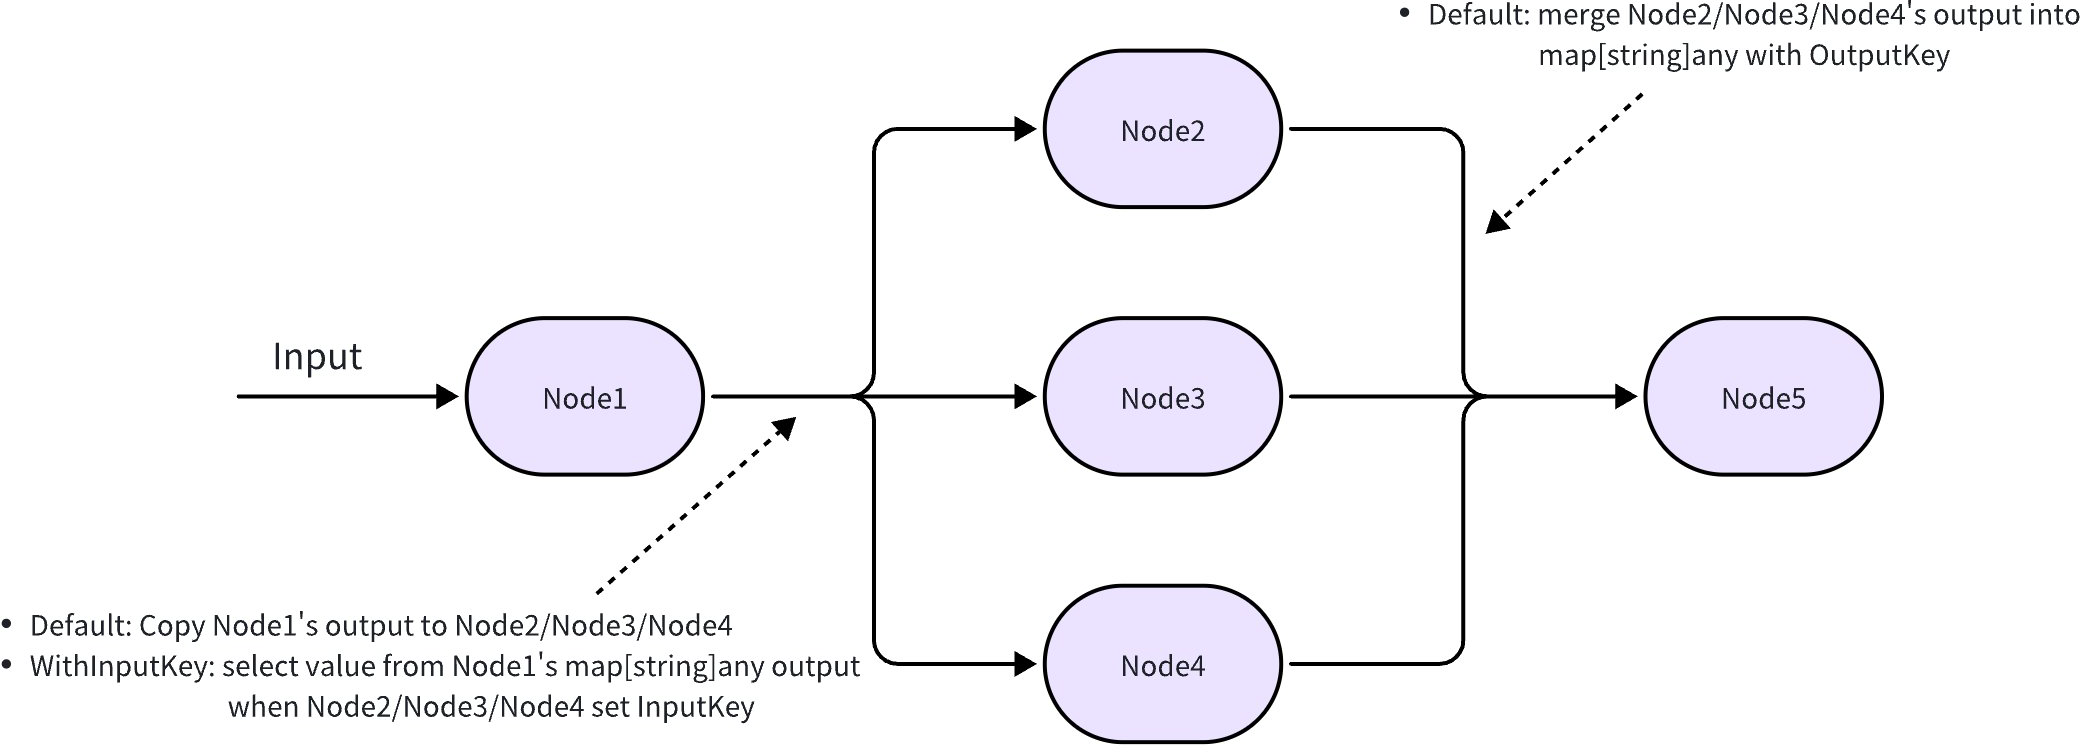 • Default: merge Node2/Node3/Node4's output into
map[string]any with OutputKey
Node2
Input
Node1
Node3
Node5
• Default: Copy Node1's output to Node2/Node3/Node4
• WithInputKey: select value from Node1's map[string]any output
when Node2/Node3/Node4 set InputKey
Node4